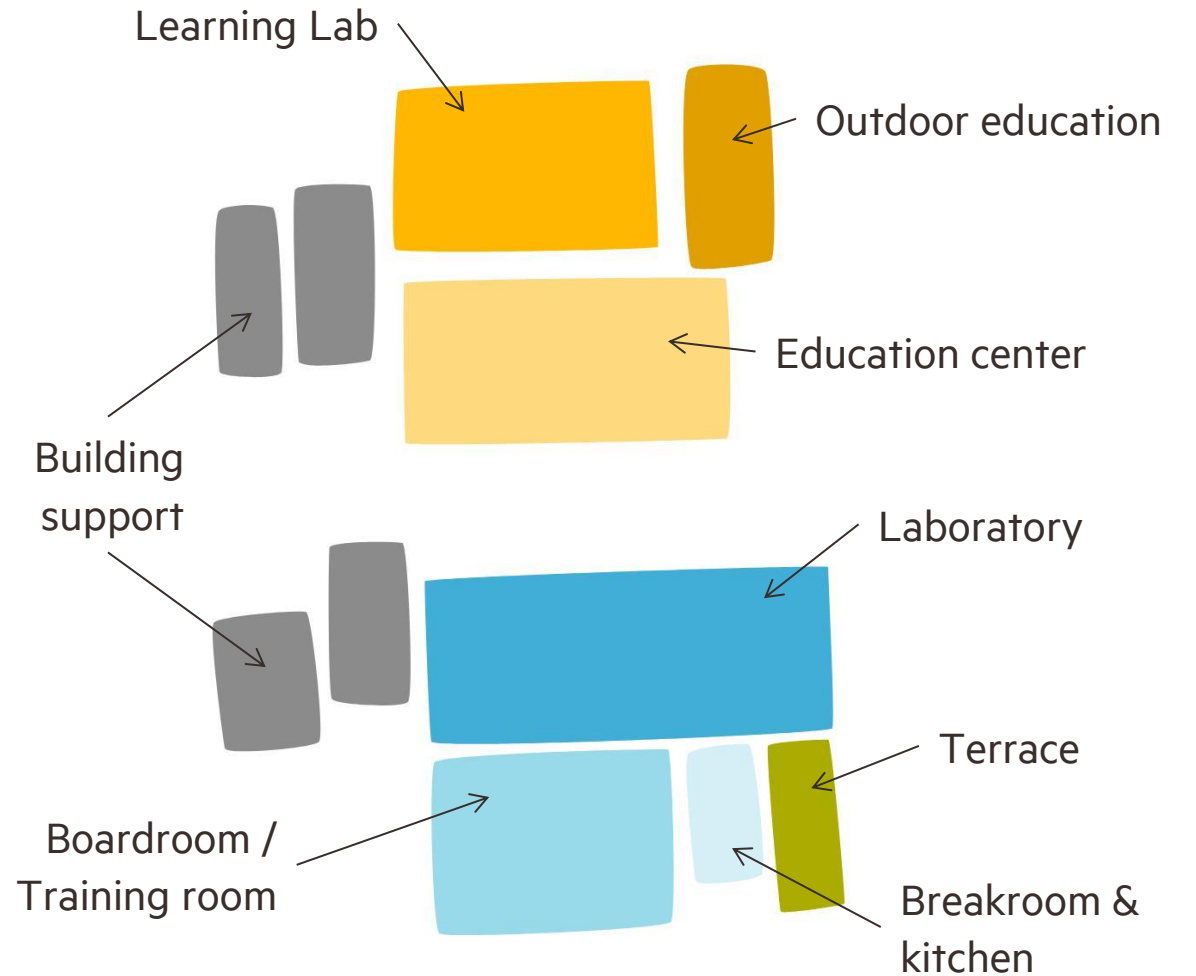 Learning Lab
Outdoor education
Education center
Building
support
Laboratory
Terrace
Boardroom /
Training room
Breakroom &
kitchen